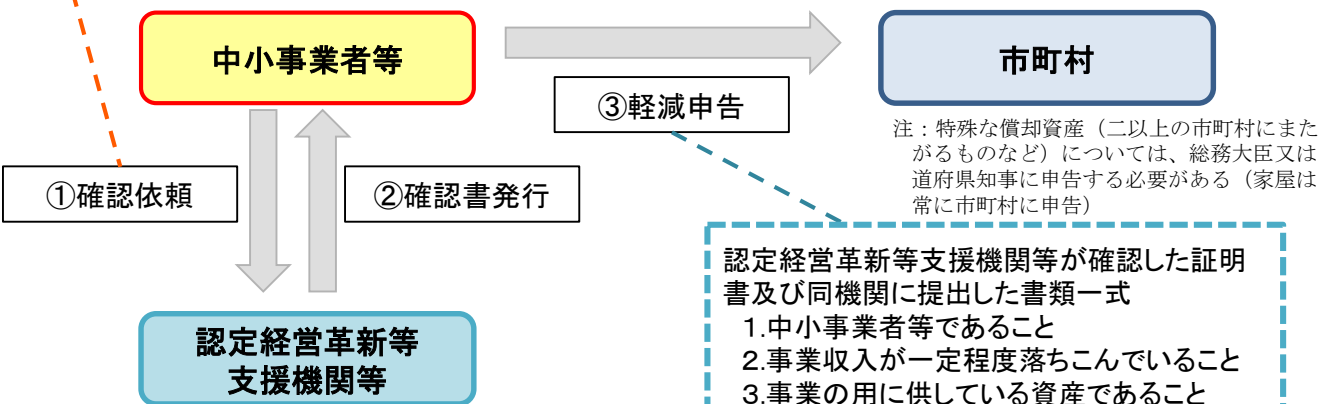 中小事業者等
市町村
③軽減申告
注：特殊な償却資産（二以上の市町村にまた
がるものなど）については、総務大臣又は
道府県知事に申告する必要がある（家屋は
常に市町村に申告）
①確認依頼
②確認書発行
認定経営革新等
支援機関等
認定経営革新等支援機関等が確認した証明
書及び同機関に提出した書類一式
1.中小事業者等であること
2.事業収入が一定程度落ちこんでいること
3.事業の用に供している資産であること